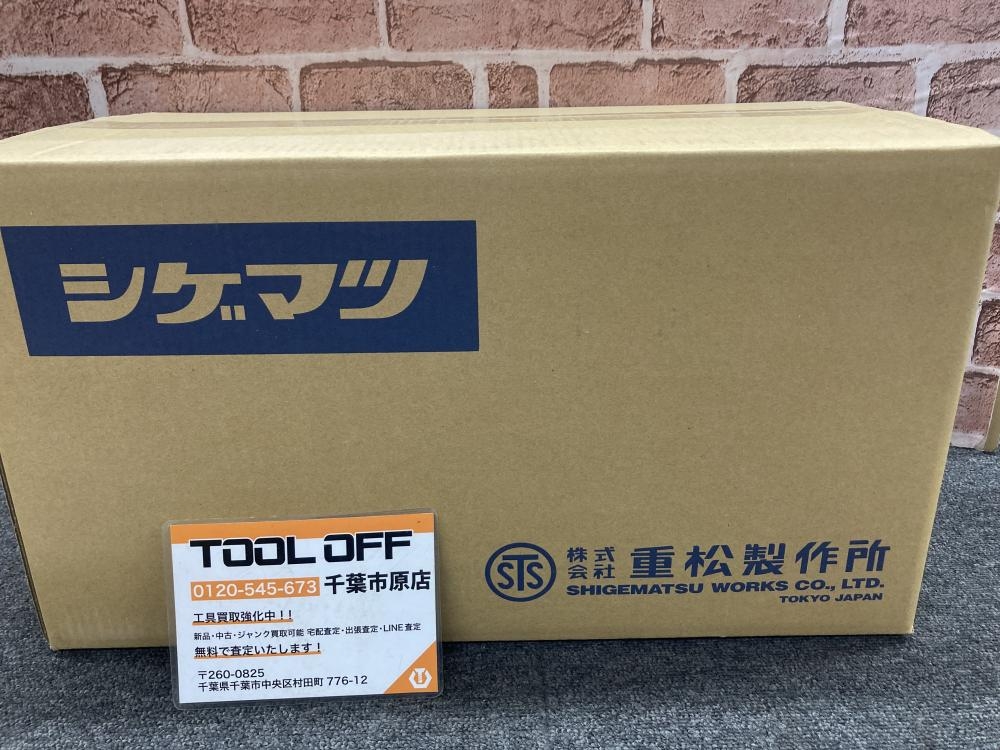 シゲマツ
STS 株式会社 重松製作所
SHIGEMATSU WORKS CO., LTD.
TOKYO JAPAN
TOOL OFF
0120-545-673 千葉市原店
工具買取強化中！！
新品・中古・ジャンク買取可能 宅配査定・出張査定・LINE査定
無料で査定いたします！
〒260-0825
千葉県千葉市中央区村田町 776-12